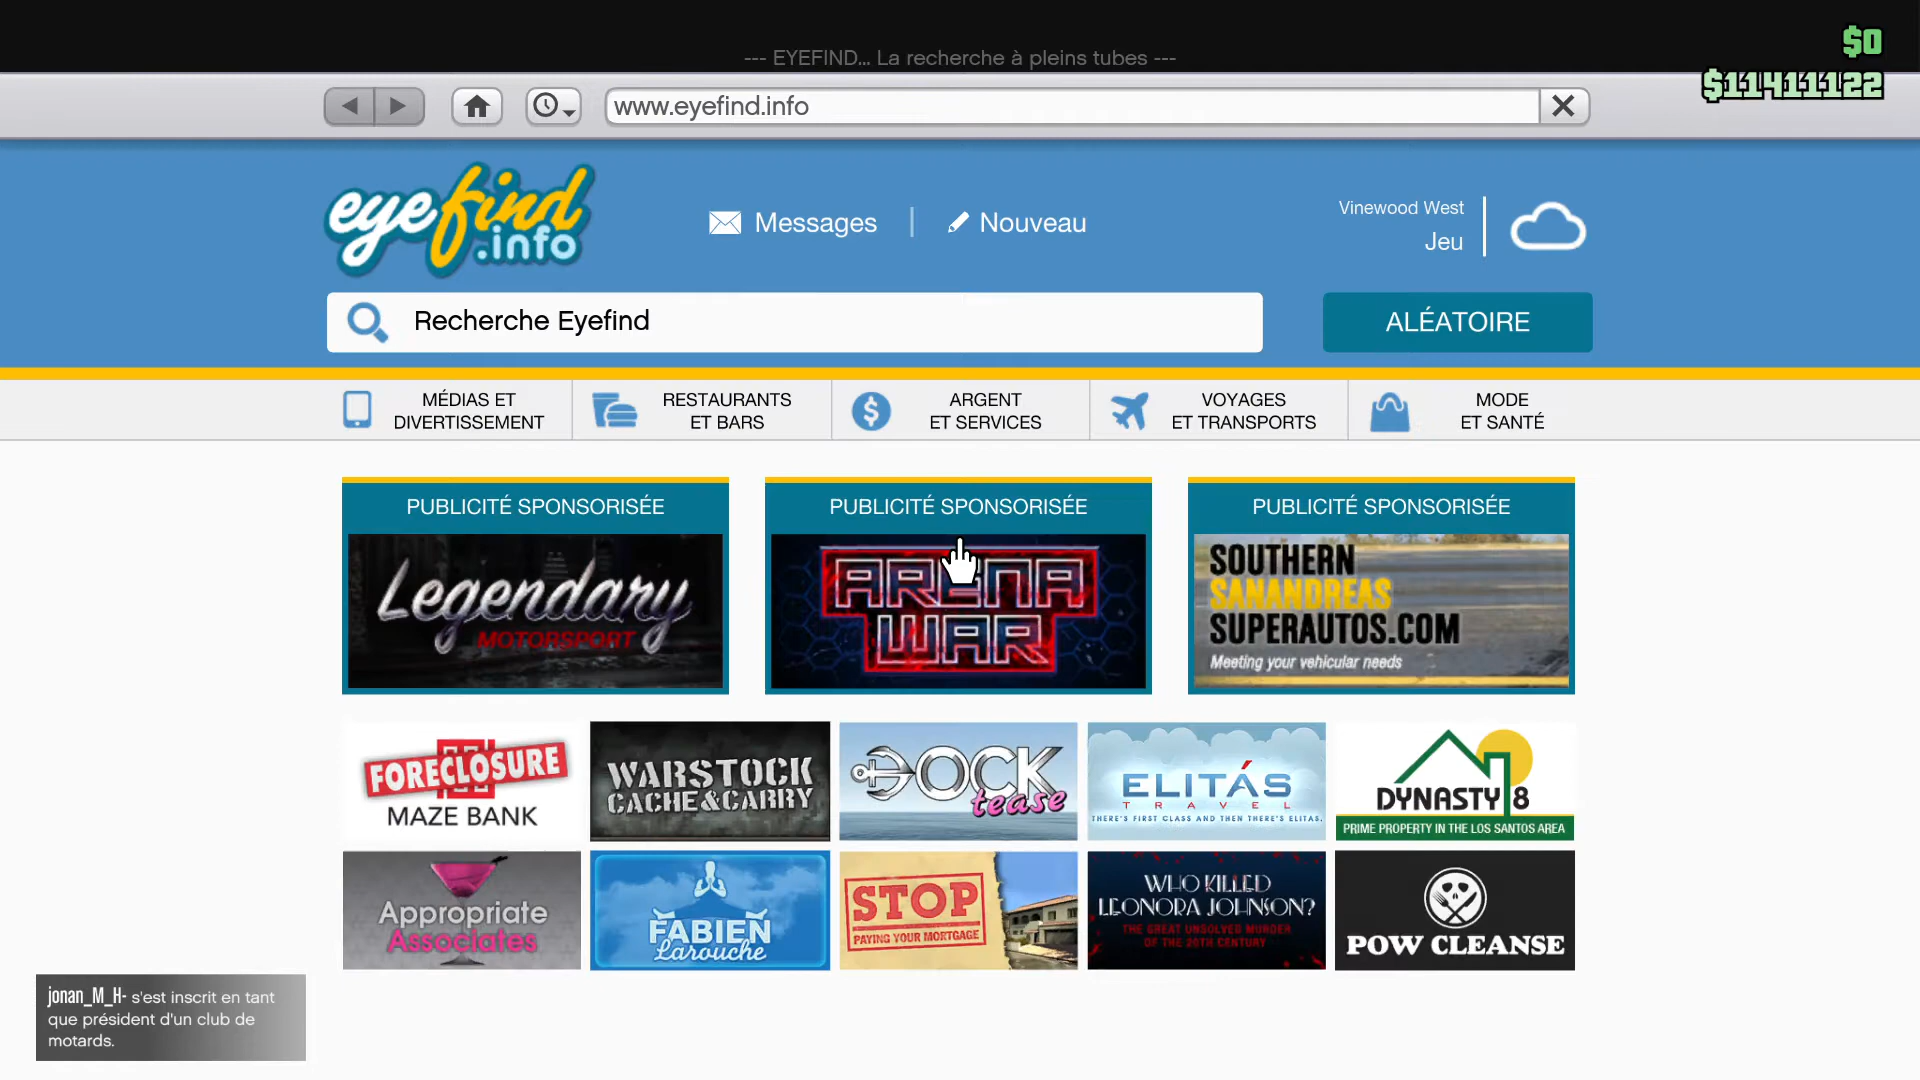 --- EYEFIND... La recherche à pleins tubes ---
$0
$11411122
www.eyefind.info
eyefind
.info
Messages
Nouveau
Vinewood West
Jeu
Recherche Eyefind
ALÉATOIRE
MÉDIAS ET
DIVERTISSEMENT
RESTAURANTS
ET BARS
ARGENT
ET SERVICES
VOYAGES
ET TRANSPORTS
MODE
ET SANTÉ
PUBLICITÉ SPONSORISÉE
Legendary
MOTORSPORT
PUBLICITÉ SPONSORISÉE
ARENA
WAR
PUBLICITÉ SPONSORISÉE
SOUTHERN
SANANDREAS
SUPERAUTOS.COM
Meeting your vehicular needs
FORECLOSURE
MAZE BANK
WARSTOCK
CACHE&CARRY
DOCK
tease
ELITÁS
TRAVEL
THERE'S FIRST CLASS AND THEN THERE'S ELITAS.
DYNASTY 8
PRIME PROPERTY IN THE LOS SANTOS AREA
Appropriate
Associates
FABIEN
Larouche
STOP
PAYING YOUR MORTGAGE
WHO KILLED
LEONORA JOHNSON?
THE GREAT UNSOLVED MURDER
OF THE 20TH CENTURY
POW CLEANSE
jonan_M_H- s'est inscrit en tant
que président d'un club de
motards.